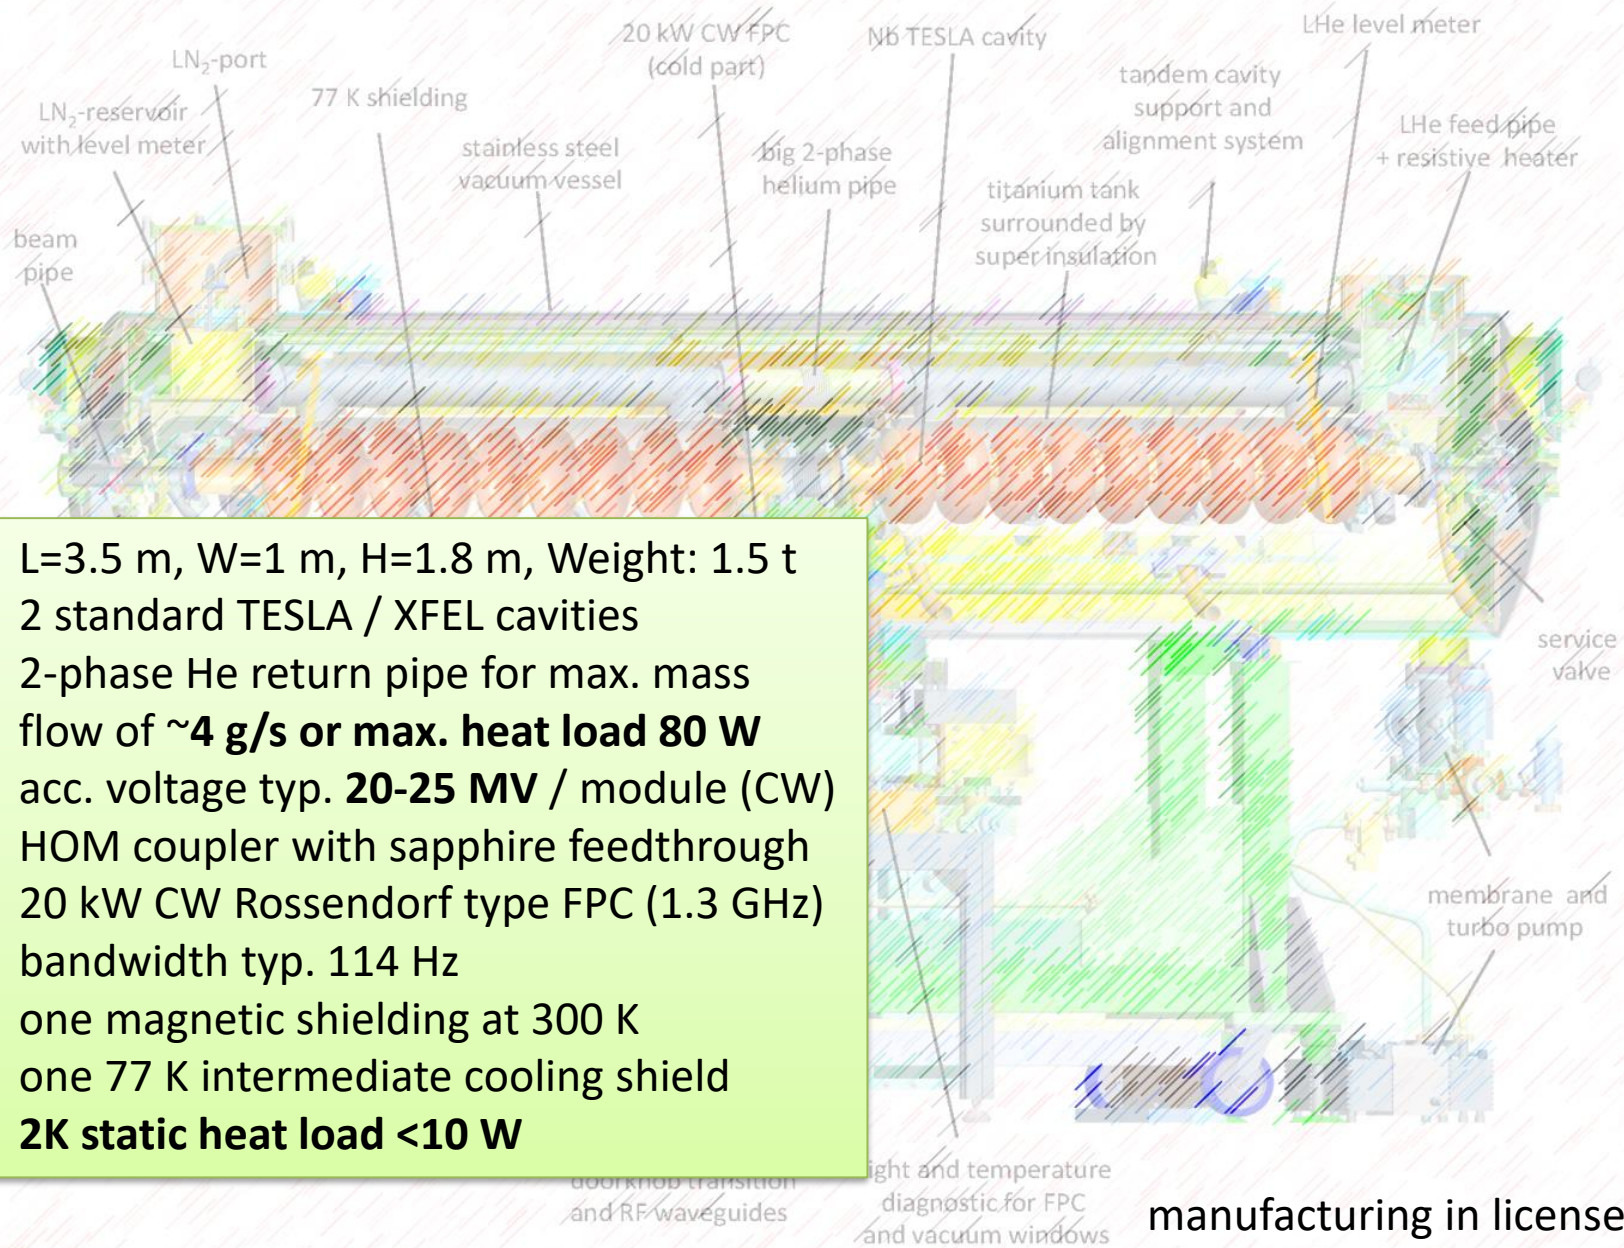 20 kW CW FPC
(cold part)
Nb TESLA cavity
LHe level meter
LN₂-port
77 K shielding
tandem cavity
support and
alignment system
LN₂-reservoir
with level meter
LHe feed pipe
+ resistive heater
stainless steel
vacuum vessel
big 2-phase
helium pipe
titanium tank
surrounded by
super insulation
beam
pipe
L=3.5 m, W=1 m, H=1.8 m, Weight: 1.5 t
2 standard TESLA / XFEL cavities
2-phase He return pipe for max. mass
flow of ~4 g/s or max. heat load 80 W
acc. voltage typ. 20-25 MV / module (CW)
HOM coupler with sapphire feedthrough
20 kW CW Rossendorf type FPC (1.3 GHz)
bandwidth typ. 114 Hz
one magnetic shielding at 300 K
one 77 K intermediate cooling shield
2K static heat load <10 W
service
valve
membrane and
turbo pump
doorknob transition
and RF waveguides
ight and temperature
diagnostic for FPC
and vacuum windows
manufacturing in license